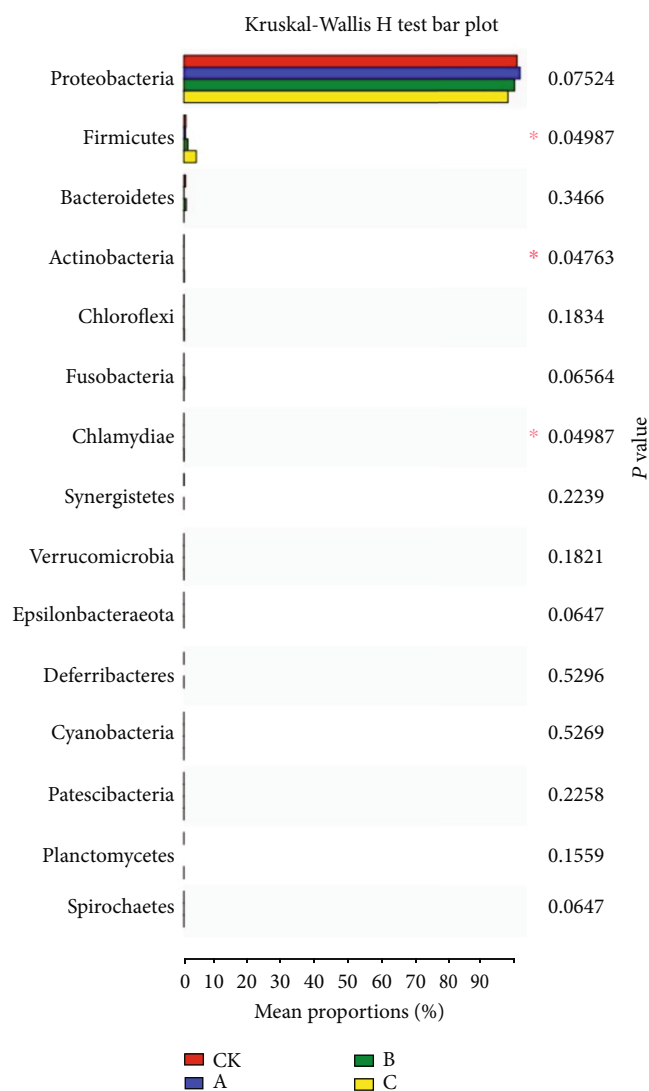 Kruskal-Wallis H test bar plot
Proteobacteria 0.07524
Firmicutes * 0.04987
Bacteroidetes 0.3466
Actinobacteria * 0.04763
Chloroflexi 0.1834
Fusobacteria 0.06564
Chlamydiae * 0.04987
Synergistetes 0.2239
Verrucomicrobia 0.1821
Epsilonbacteraeota 0.0647
Deferribacteres 0.5296
Cyanobacteria 0.5269
Patescibacteria 0.2258
Planctomycetes 0.1559
Spirochaetes 0.0647
P value
0 10 20 30 40 50 60 70 80 90
Mean proportions (%)
CK B
A C